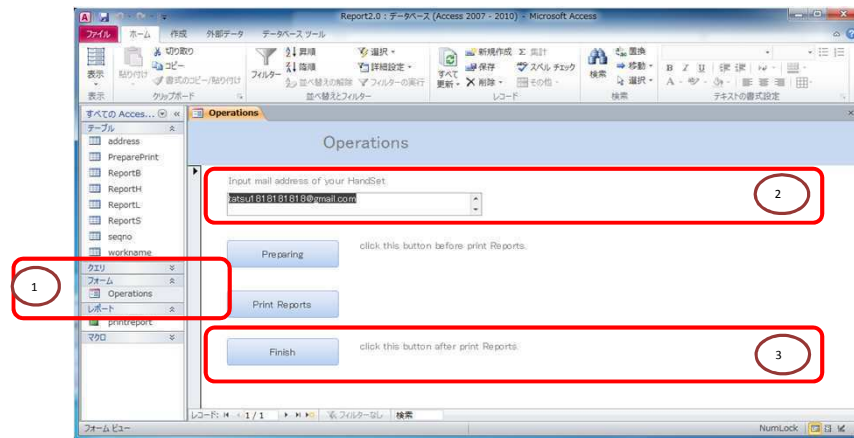 Report2.0 : データベース (Access 2007 - 2010) - Microsoft Access
ファイル ホーム 作成 外部データ データベース ツール
表示
貼り付け
切り取り
コピー
書式のコピー/貼り付け
フィルター
昇順
降順
並べ替えの解除
選択
詳細設定
フィルターの実行
すべて更新
新規作成
保存
削除
Σ 集計
スペル チェック
その他
検索
置換
移動
選択
B I U
A
表示 クリップボード 並べ替えとフィルター レコード 検索 テキストの書式設定
すべての Acces... «
Operations
テーブル
address
PreparePrint
ReportB
ReportH
ReportL
ReportS
seqno
workname
クエリ
フォーム
Operations
レポート
printreport
マクロ
1
Operations
Input mail address of your HandSet
tatsu1818181818@gmail.com
2
Preparing
click this button before print Reports.
Print Reports
Finish
click this button after print Reports.
3
レコード: 1 / 1 フィルターなし 検索
フォーム ビュー
NumLock